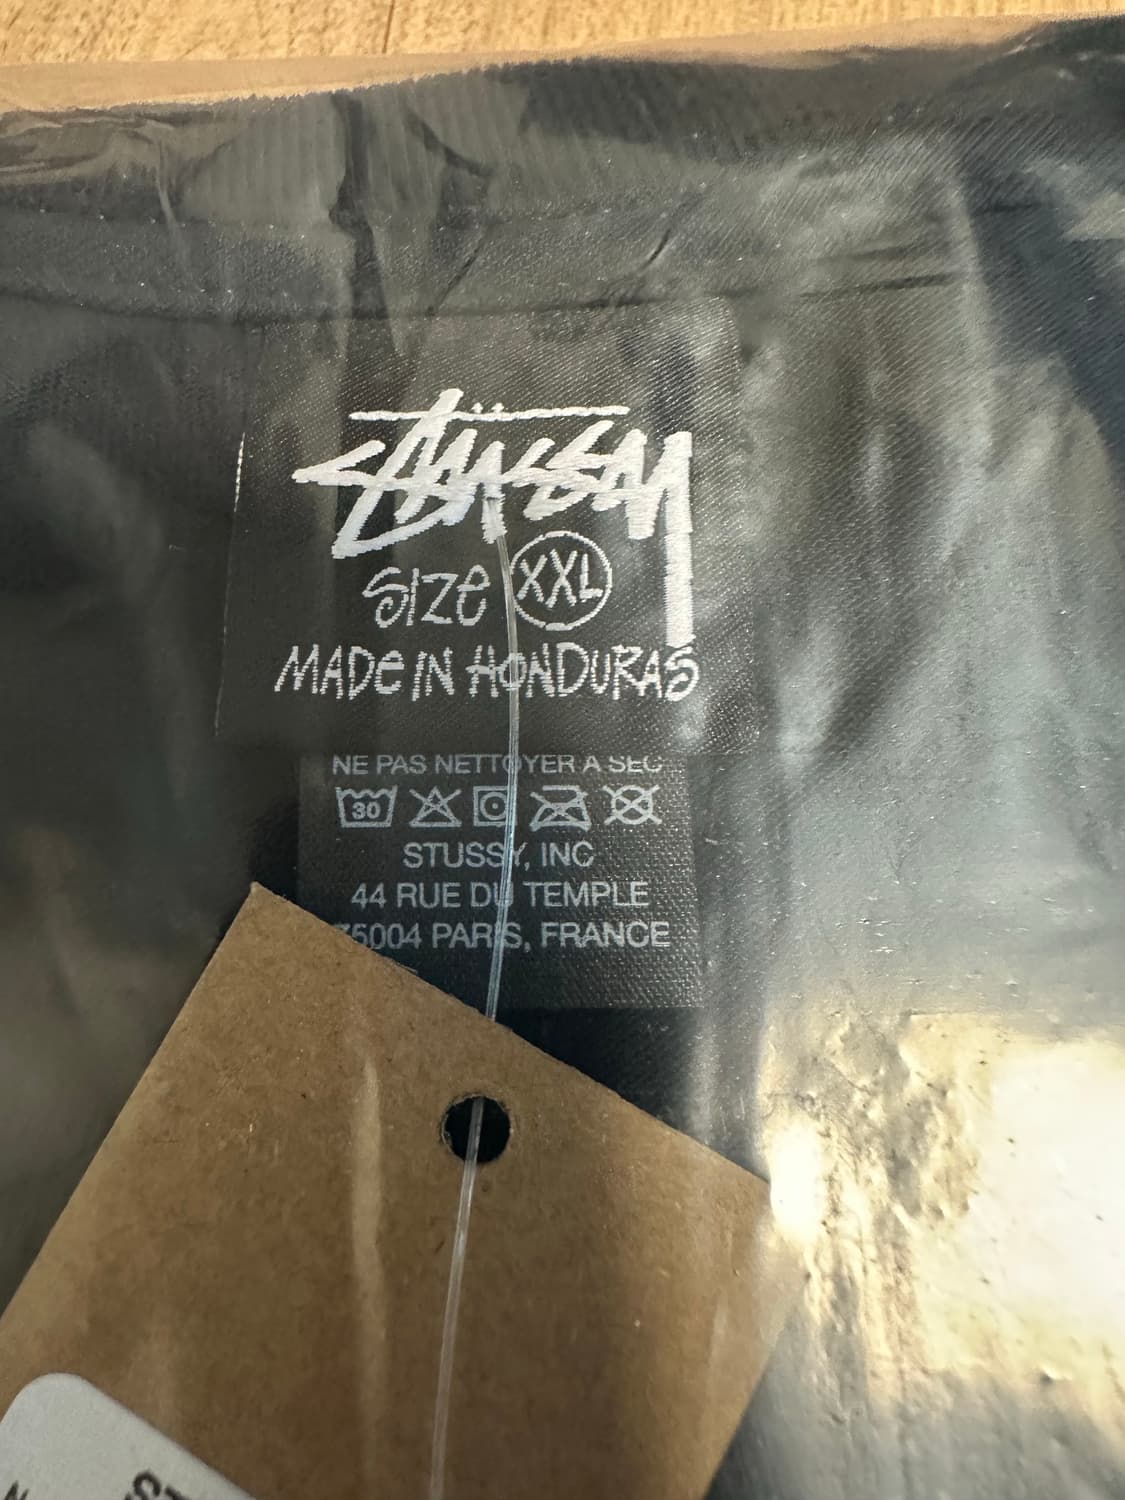 STÜSSY
SIZE XXL
MADE IN HONDURAS
NE PAS NETTOYER A SEC
30
STUSSY, INC
44 RUE DU TEMPLE
75004 PARIS, FRANCE